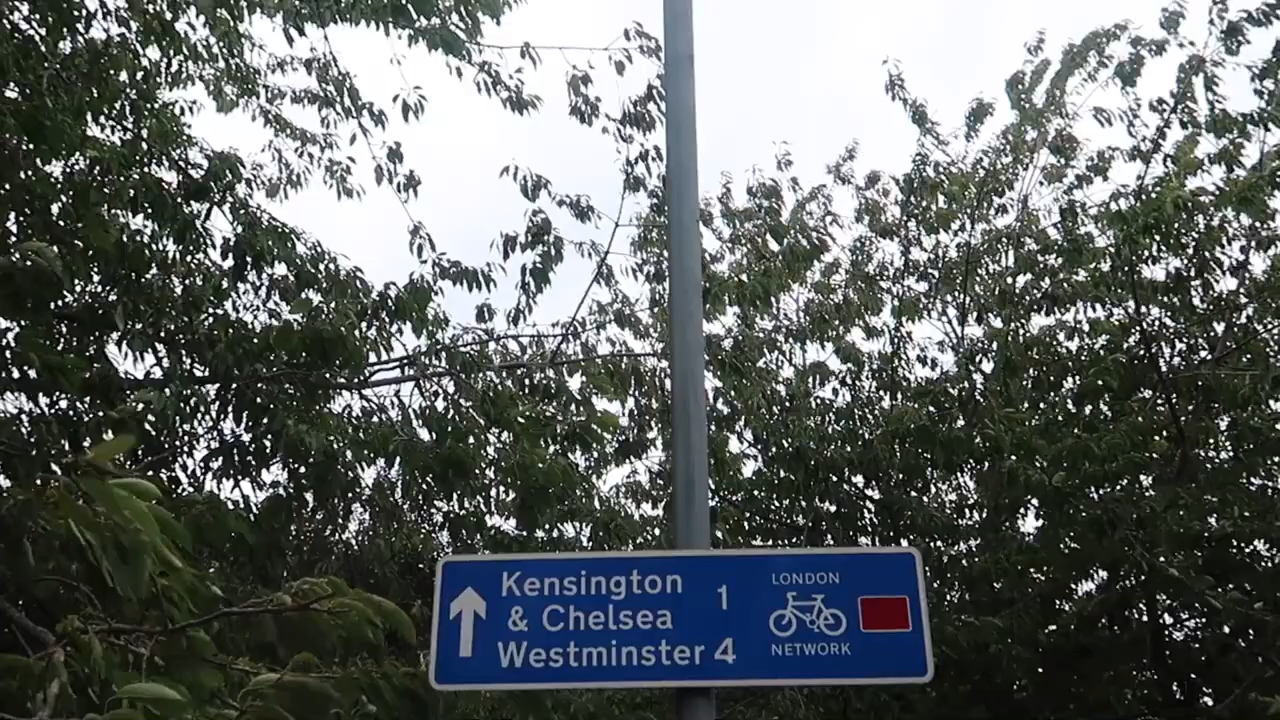 Kensington
& Chelsea 1
Westminster 4
LONDON
NETWORK